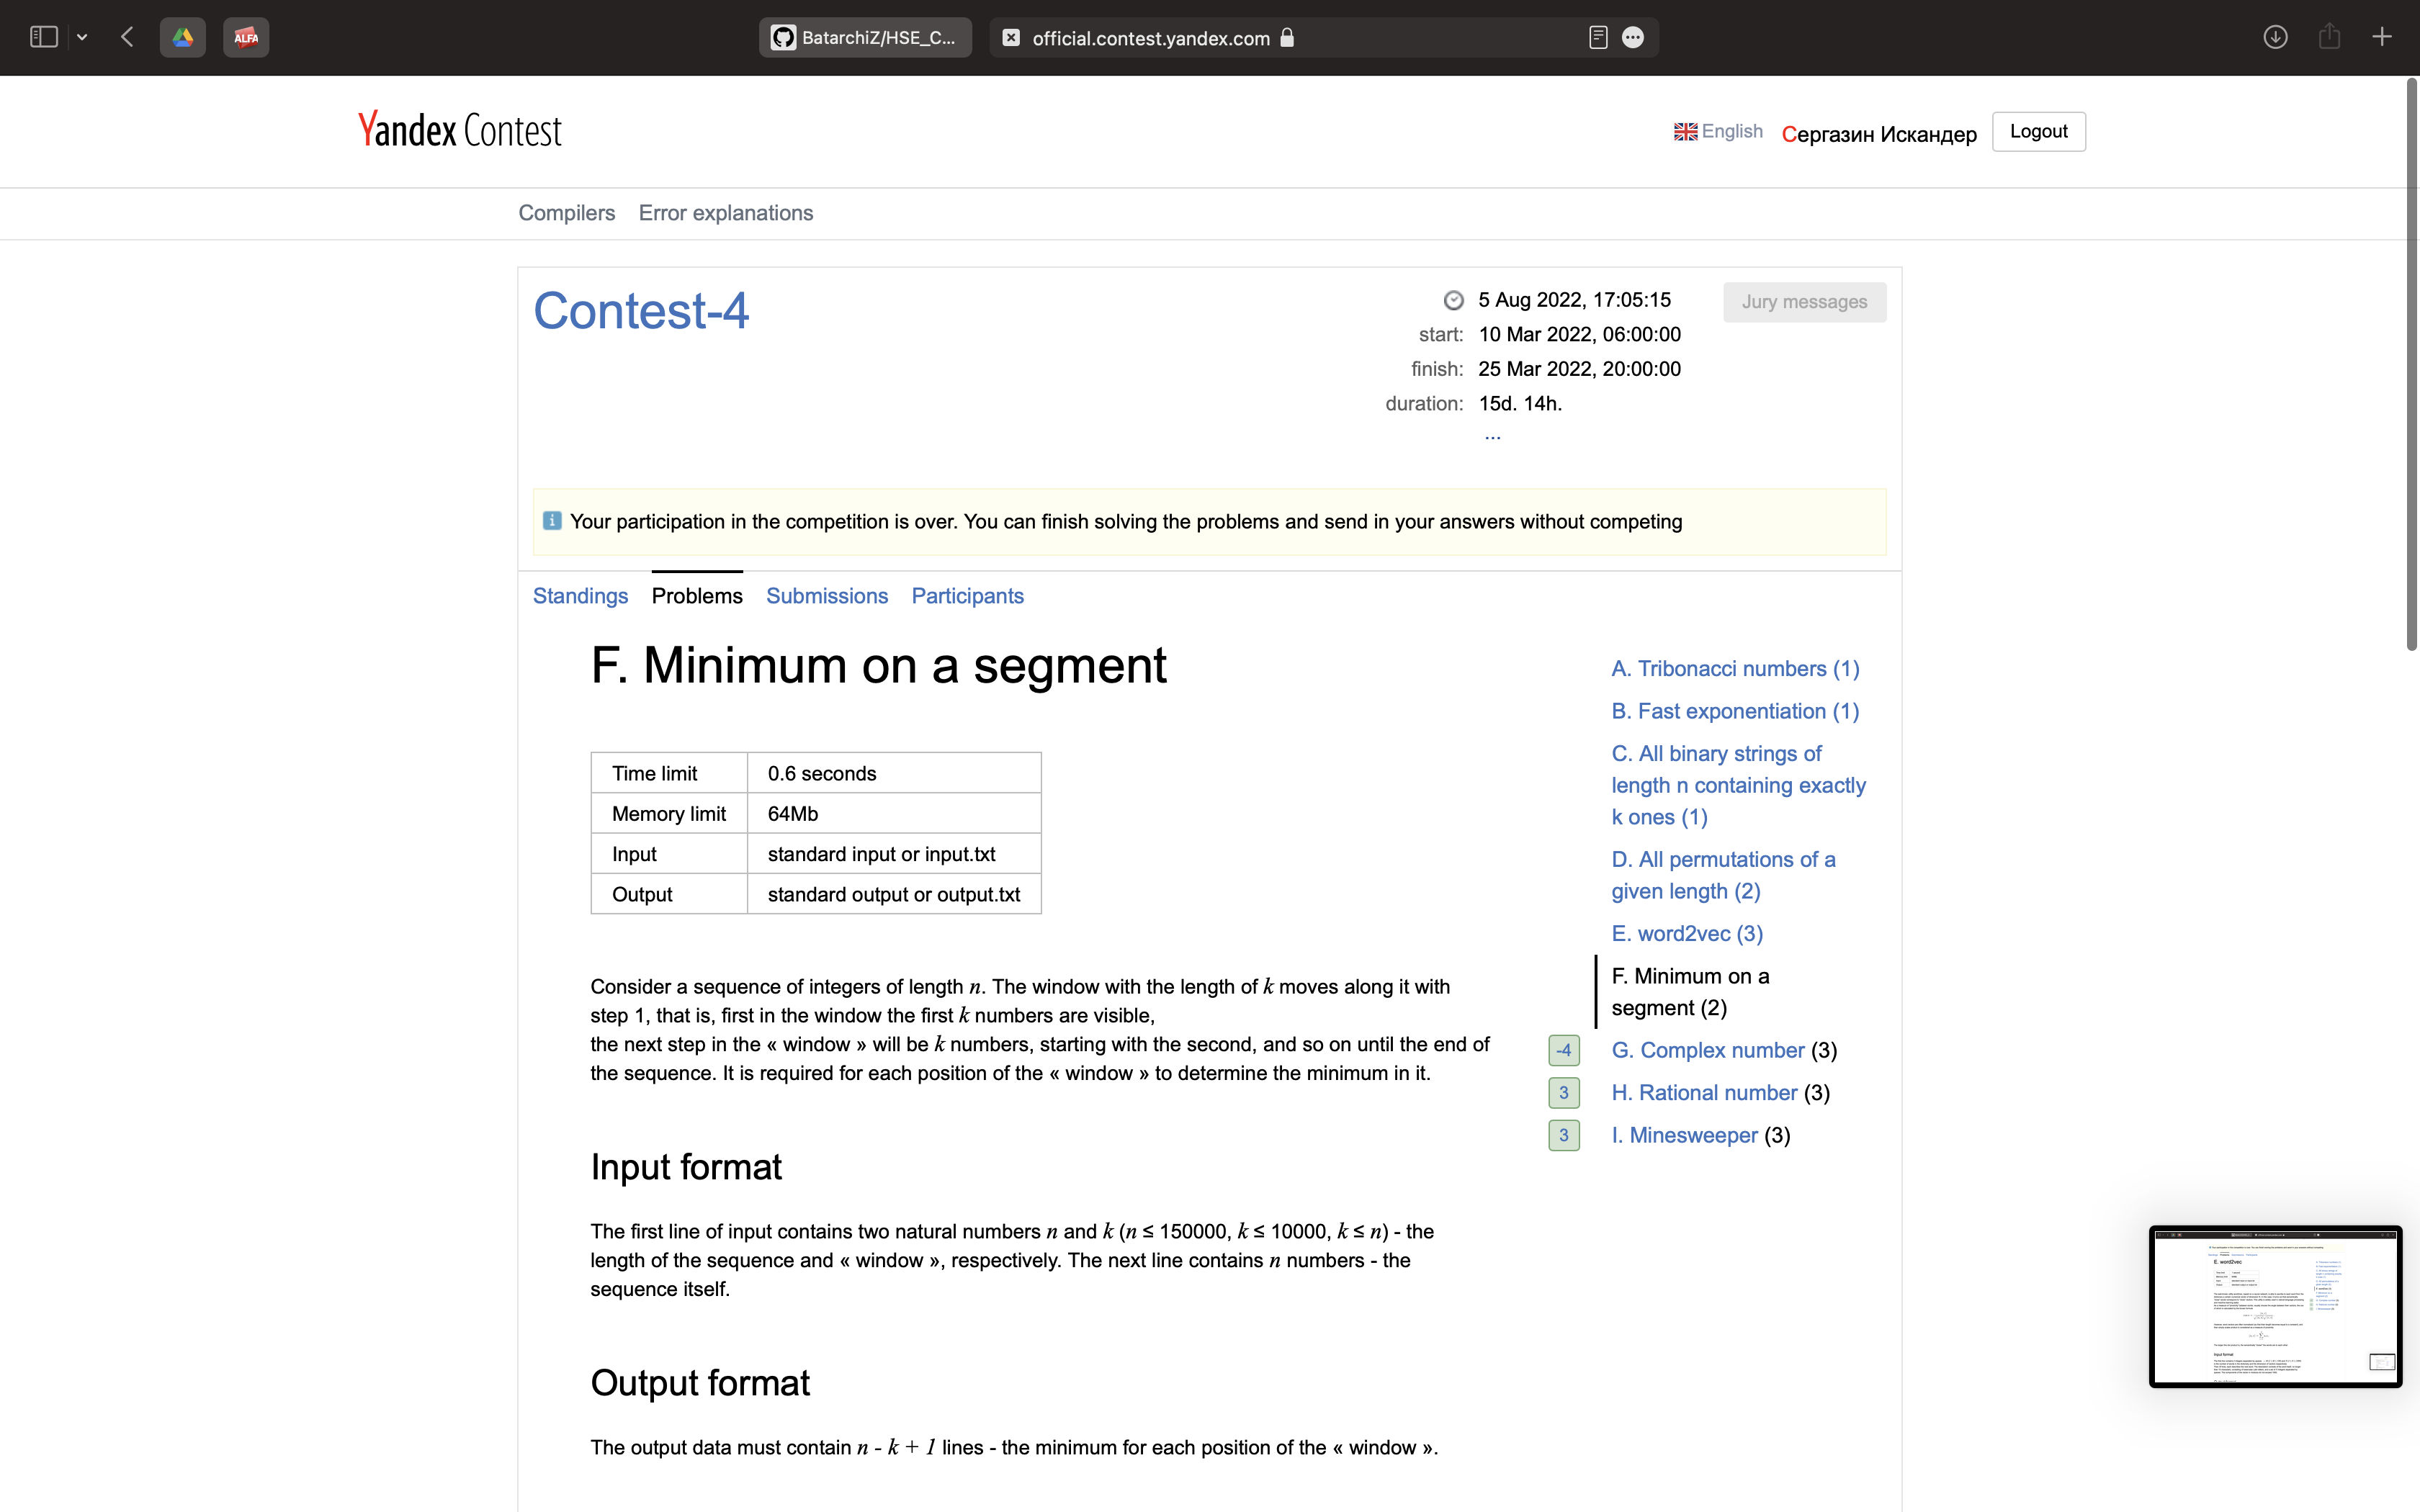 ALFA
BatarchiZ/HSE_C...
official.contest.yandex.com
Yandex Contest
English
Сергазин Искандер
Logout
Compilers
Error explanations
Contest-4
5 Aug 2022, 17:05:15
Jury messages
start: 10 Mar 2022, 06:00:00
finish: 25 Mar 2022, 20:00:00
duration: 15d. 14h.
...
Your participation in the competition is over. You can finish solving the problems and send in your answers without competing
Standings Problems Submissions Participants
F. Minimum on a segment
Time limit 0.6 seconds
Memory limit 64Mb
Input standard input or input.txt
Output standard output or output.txt
Consider a sequence of integers of length n. The window with the length of k moves along it with
step 1, that is, first in the window the first k numbers are visible,
the next step in the « window » will be k numbers, starting with the second, and so on until the end of
the sequence. It is required for each position of the « window » to determine the minimum in it.
Input format
The first line of input contains two natural numbers n and k (n ≤ 150000, k ≤ 10000, k ≤ n) - the
length of the sequence and « window », respectively. The next line contains n numbers - the
sequence itself.
Output format
The output data must contain n - k + 1 lines - the minimum for each position of the « window ».
A. Tribonacci numbers (1)
B. Fast exponentiation (1)
C. All binary strings of
length n containing exactly
k ones (1)
D. All permutations of a
given length (2)
E. word2vec (3)
F. Minimum on a
segment (2)
-4 G. Complex number (3)
3 H. Rational number (3)
3 I. Minesweeper (3)
E. word2vec
Input format